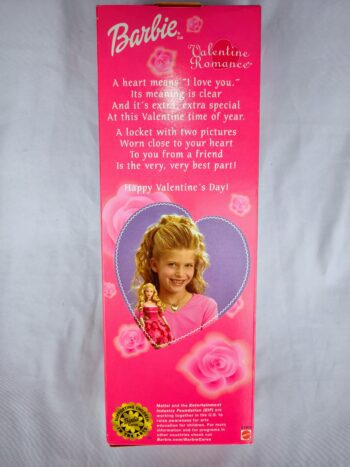 Barbie™
Valentine
Romance™
A heart means "I love you."
Its meaning is clear
And it's extra, extra special
At this Valentine time of year.
A locket with two pictures
Worn close to your heart
To you from a friend
Is the very, very best part!
Happy Valentine's Day!
Mattel and the Entertainment
Industry Foundation (EIF) are
working together in the U.S. to
raise awareness for arts
education for children. For more
information and for programs in
other countries check out
Barbie.com/BarbieCares